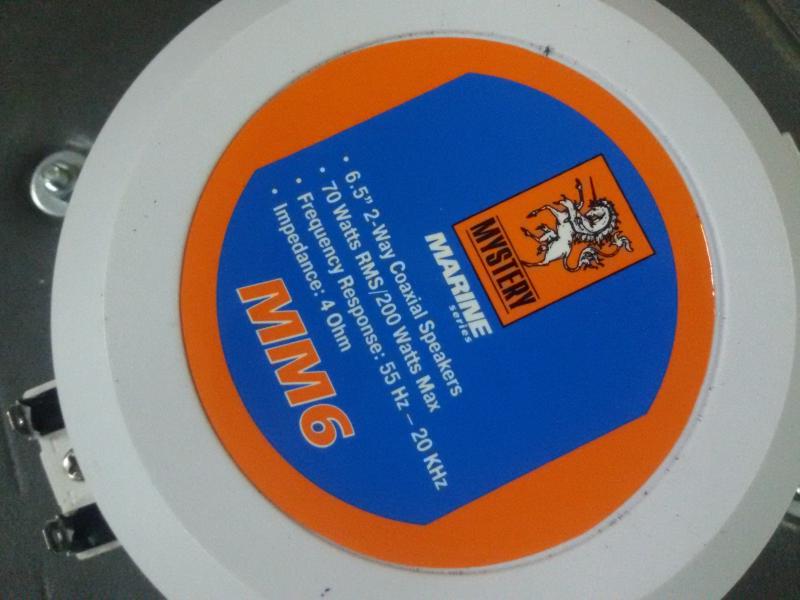 MYSTERY
MARINE
series
• 6.5" 2-Way Coaxial Speakers
• 70 Watts RMS/200 Watts Max
• Frequency Response: 55 Hz – 20 KHz
• Impedance: 4 Ohm
MM6